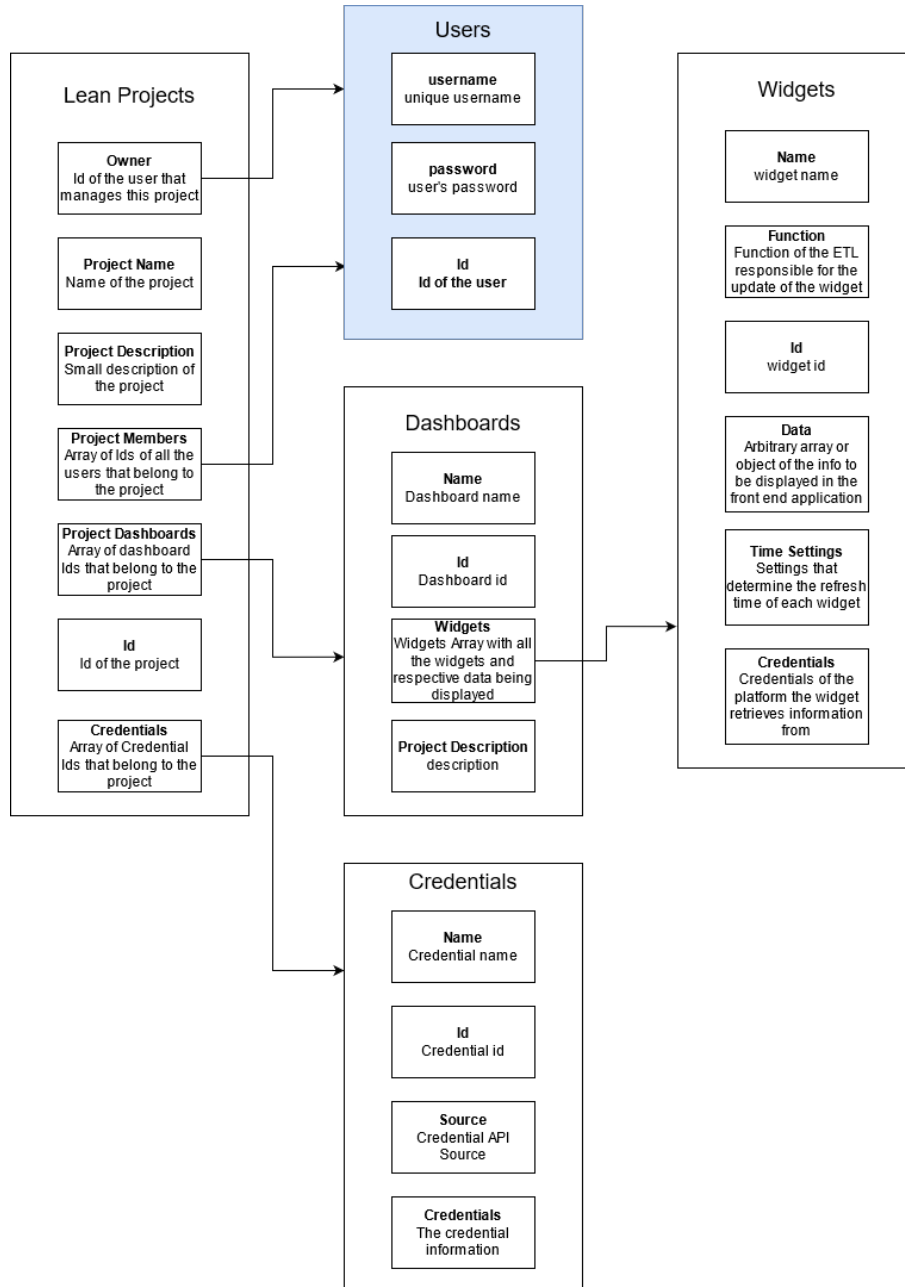 Lean Projects
Owner
Id of the user that
manages this project
Project Name
Name of the project
Project Description
Small description of
the project
Project Members
Array of Ids of all the
users that belong to
the project
Project Dashboards
Array of dashboard
Ids that belong to the
project
Id
Id of the project
Credentials
Array of Credential
Ids that belong to the
project
Users
username
unique username
password
user's password
Id
Id of the user
Dashboards
Name
Dashboard name
Id
Dashboard id
Widgets
Widgets Array with all
the widgets and
respective data being
displayed
Project Description
description
Credentials
Name
Credential name
Id
Credential id
Source
Credential API
Source
Credentials
The credential
information
Widgets
Name
widget name
Function
Function of the ETL
responsible for the
update of the widget
Id
widget id
Data
Arbitrary array or
object of the info to
be displayed in the
front end application
Time Settings
Settings that
determine the refresh
time of each widget
Credentials
Credentials of the
platform the widget
retrieves information
from